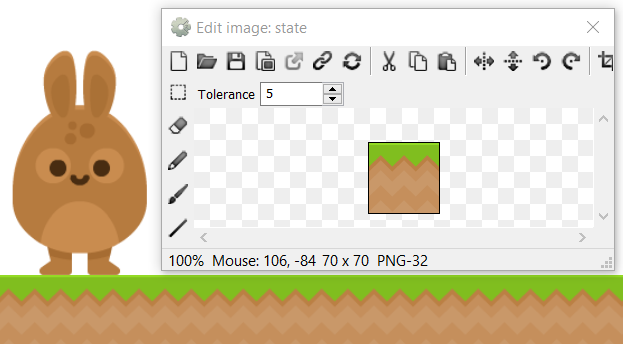 Edit image: state
Tolerance 5
100% Mouse: 106, -84 70 x 70 PNG-32